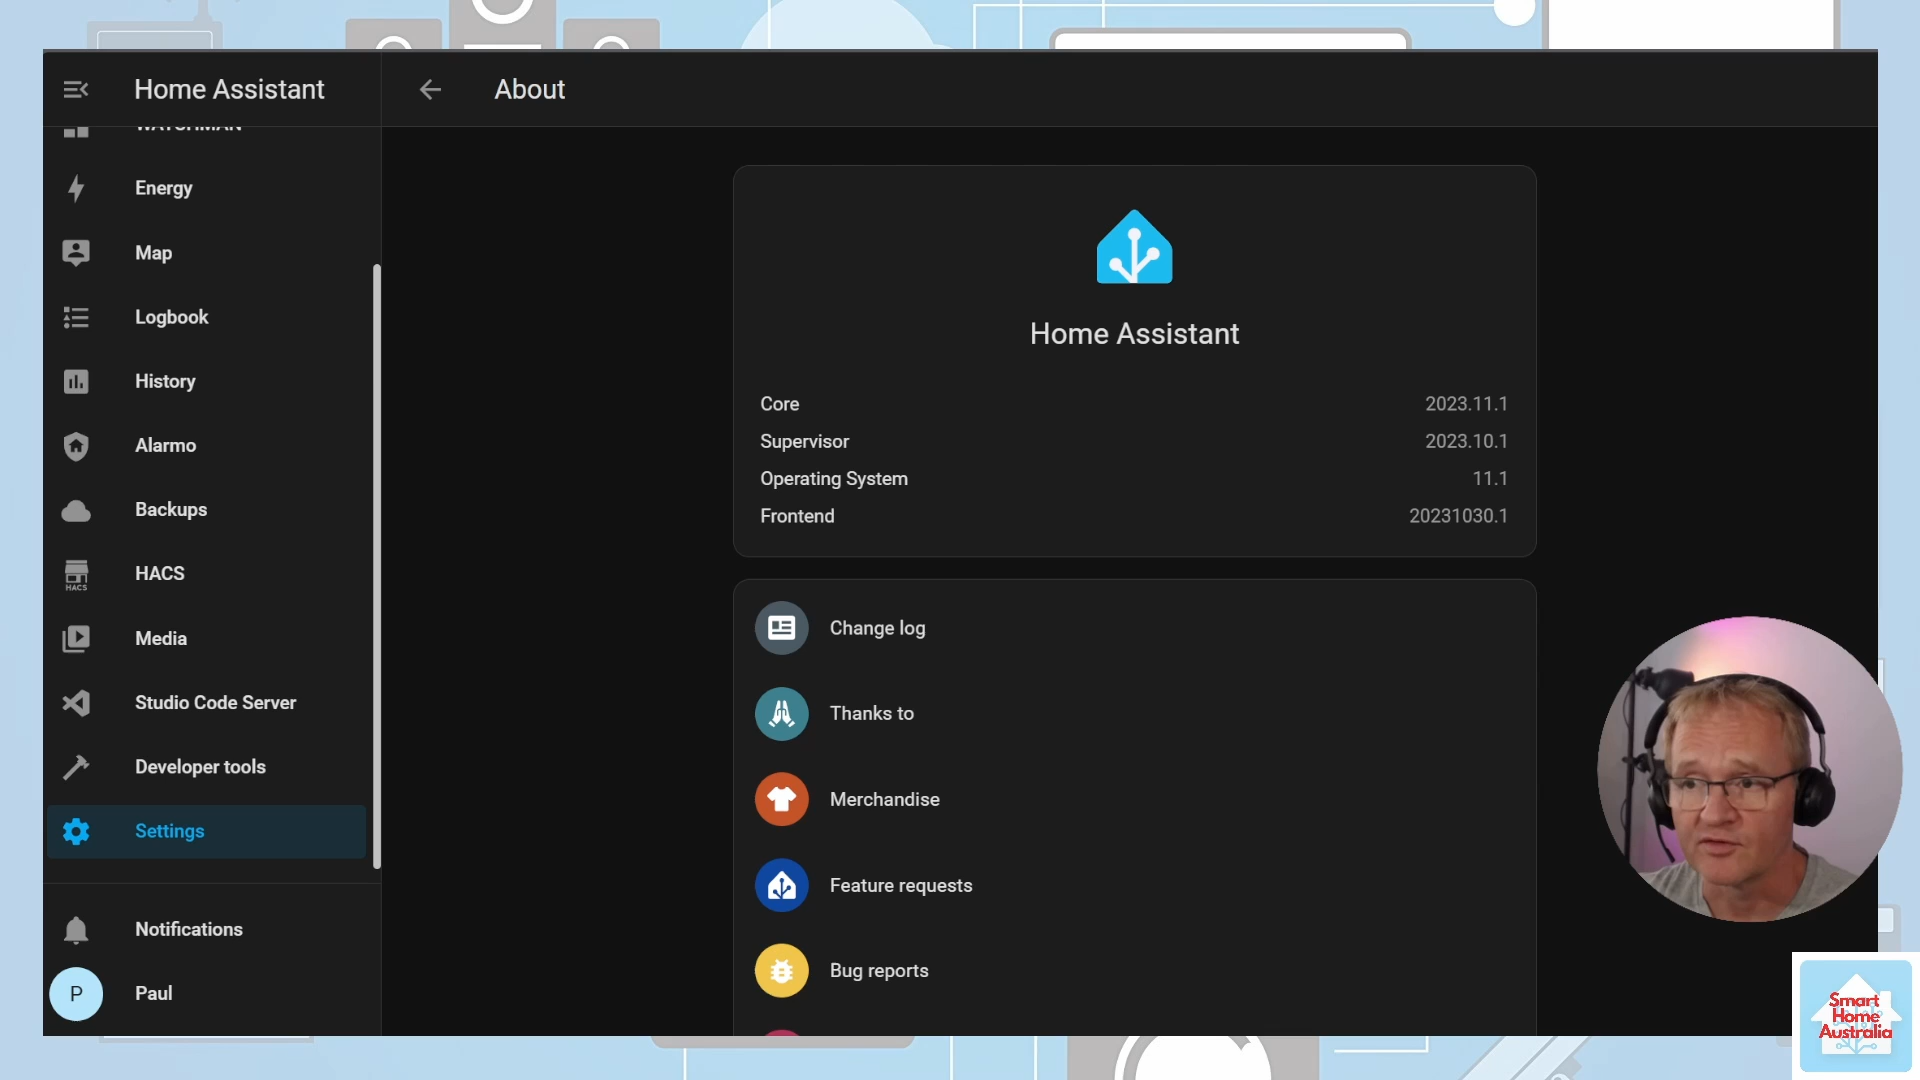 Home Assistant
About
WATCHMAN
Energy
Map
Logbook
History
Alarmo
Backups
HACS
HACS
Media
Studio Code Server
Developer tools
Settings
Notifications
P
Paul
Home Assistant
Core 2023.11.1
Supervisor 2023.10.1
Operating System 11.1
Frontend 20231030.1
Change log
Thanks to
Merchandise
Feature requests
Bug reports
Smart
Home
Australia